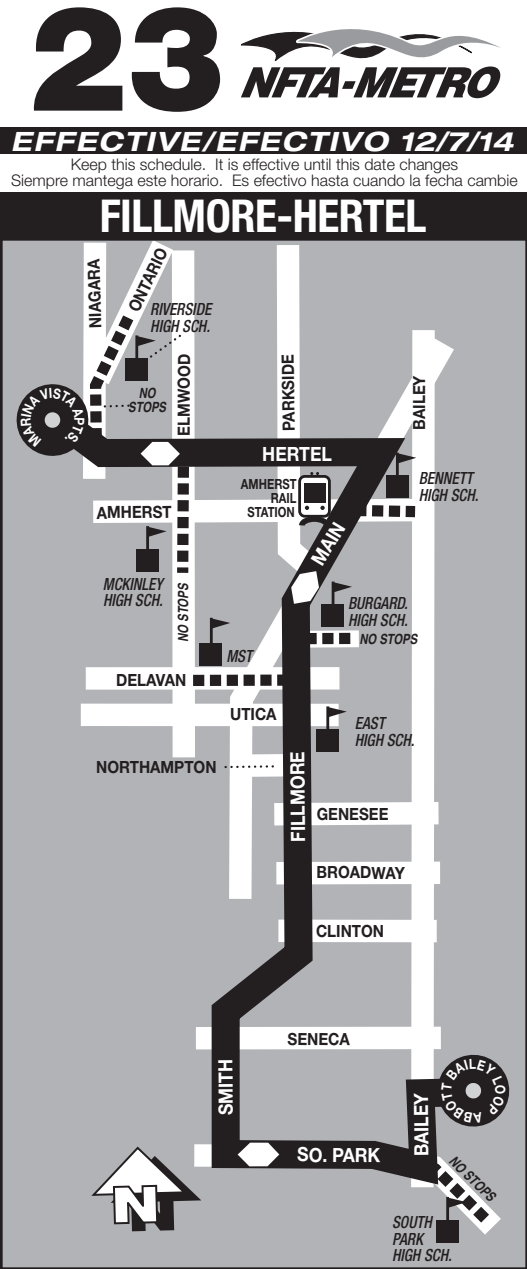 23
NFTA-METRO
EFFECTIVE/EFECTIVO 12/7/14
Keep this schedule. It is effective until this date changes
Siempre mantega este horario. Es efectivo hasta cuando la fecha cambie
FILLMORE-HERTEL
NIAGARA
ONTARIO
RIVERSIDE
HIGH SCH.
ELMWOOD
PARKSIDE
BAILEY
NO
STOPS
MARINA VISTA APTS.
HERTEL
AMHERST
RAIL
STATION
BENNETT
HIGH SCH.
AMHERST
MAIN
MCKINLEY
HIGH SCH.
NO STOPS
BURGARD.
HIGH SCH.
NO STOPS
MST
DELAVAN
UTICA
EAST
HIGH SCH.
NORTHAMPTON
FILLMORE
GENESEE
BROADWAY
CLINTON
SENECA
SMITH
ABBOTT BAILEY LOOP
BAILEY
SO. PARK
NO STOPS
N
SOUTH
PARK
HIGH SCH.